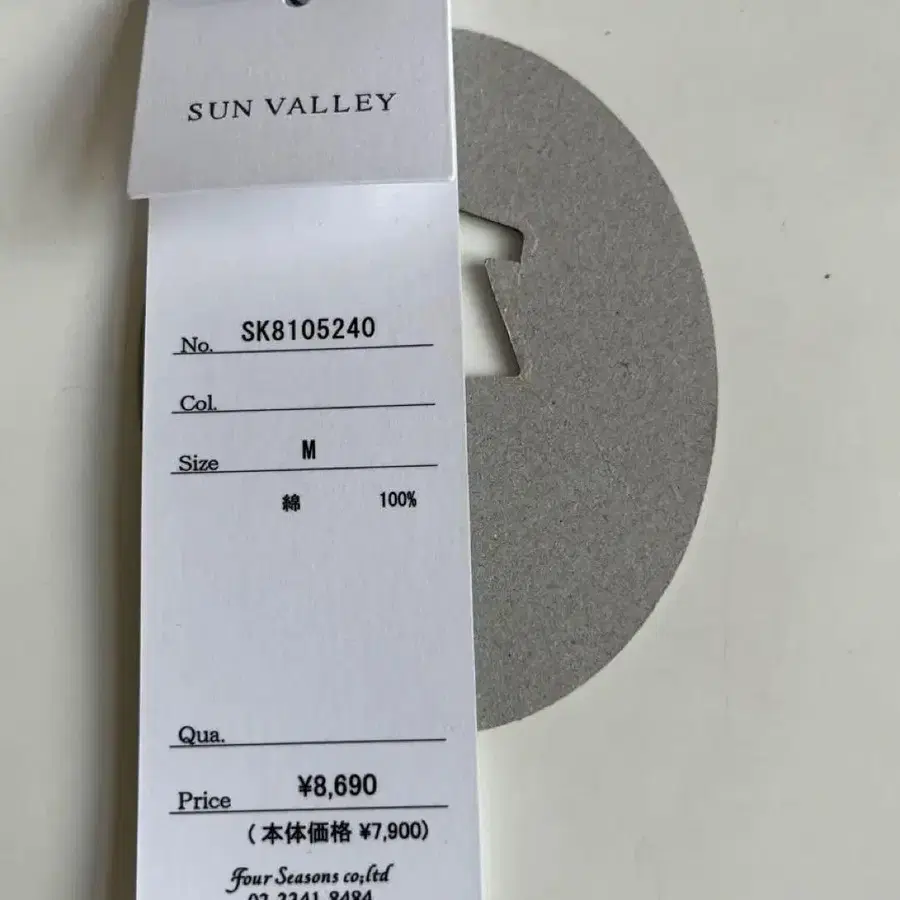 SUN VALLEY
No. SK8105240
Col.
Size M
綿 100%
Qua.
Price ¥8,690
(本体価格 ¥7,900)
Four Seasons co;ltd